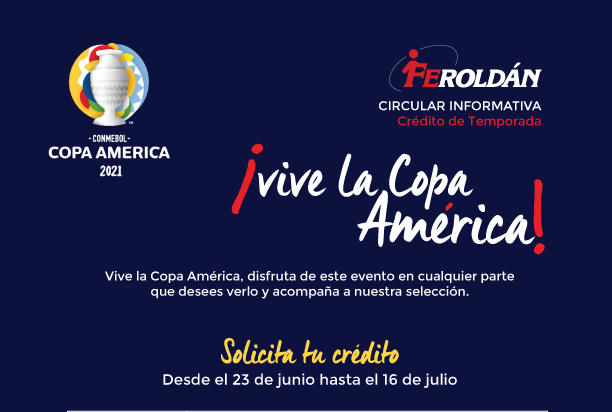 - CONMEBOL -
COPA AMERICA
2021
FEROLDÁN
CIRCULAR INFORMATIVA
Crédito de Temporada
¡vive la Copa
América!
Vive la Copa América, disfruta de este evento en cualquier parte
que desees verlo y acompaña a nuestra selección.
Solicita tu crédito
Desde el 23 de junio hasta el 16 de julio